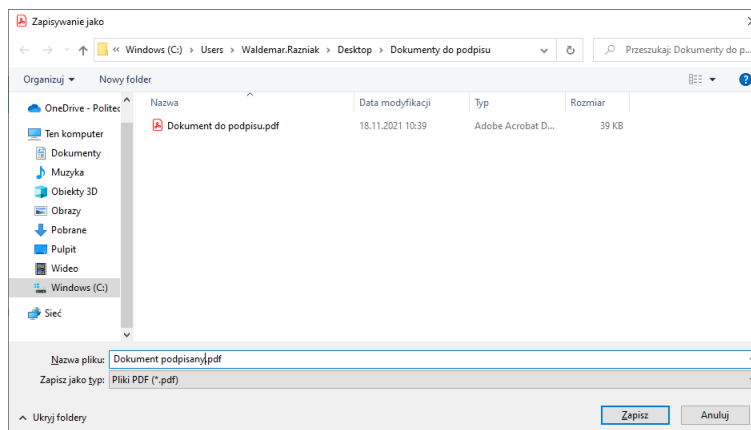 Zapisywanie jako
« Windows (C:) › Users › Waldemar.Razniak › Desktop › Dokumenty do podpisu
Przeszukaj: Dokumenty do p...
Organizuj Nowy folder
Nazwa Data modyfikacji Typ Rozmiar
OneDrive - Politec
Dokument do podpisu.pdf 18.11.2021 10:39 Adobe Acrobat D... 39 KB
Ten komputer
Dokumenty
Muzyka
Obiekty 3D
Obrazy
Pobrane
Pulpit
Wideo
Windows (C:)
Sieć
Nazwa pliku: Dokument podpisany.pdf
Zapisz jako typ: Pliki PDF (*.pdf)
Ukryj foldery
Zapisz Anuluj